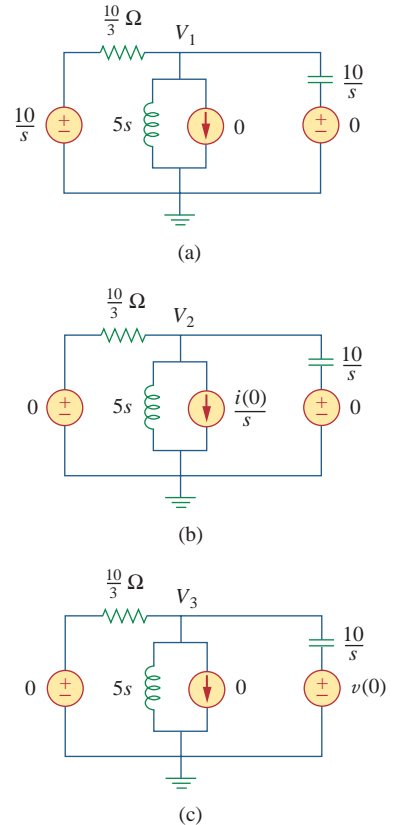 10/3 Ω
V₁
10/s
+
−
5s
0
10/s
+
−
0
(a)
10/3 Ω
V₂
0
+
−
5s
i(0)/s
10/s
+
−
0
(b)
10/3 Ω
V₃
0
+
−
5s
0
10/s
+
−
v(0)
(c)